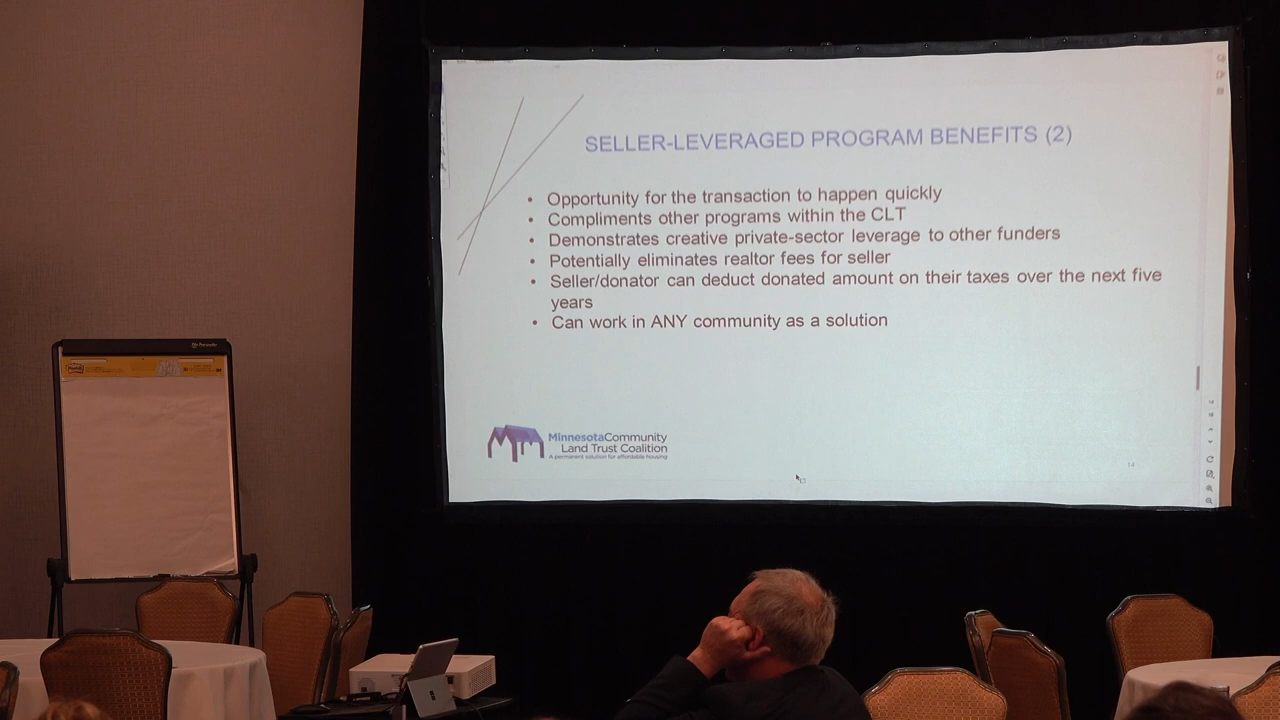 SELLER-LEVERAGED PROGRAM BENEFITS (2)
• Opportunity for the transaction to happen quickly
• Compliments other programs within the CLT
• Demonstrates creative private-sector leverage to other funders
• Potentially eliminates realtor fees for seller
• Seller/donator can deduct donated amount on their taxes over the next five
years
• Can work in ANY community as a solution
MinnesotaCommunity
Land Trust Coalition
A permanent solution for affordable housing
14
Post-it